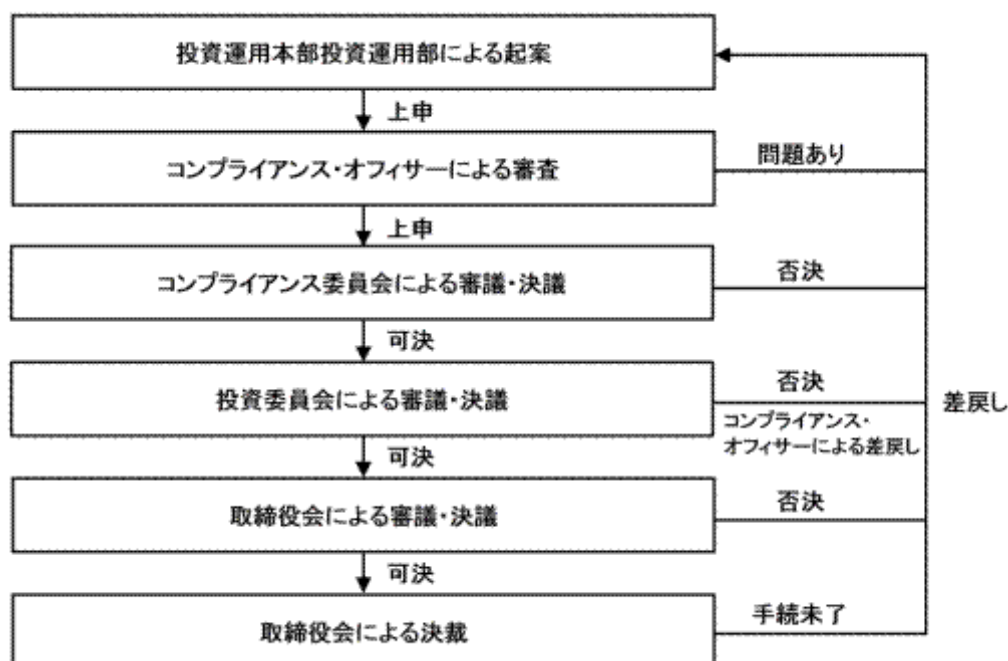 投資運用本部投資運用部による起案
上申
コンプライアンス・オフィサーによる審査
問題あり
上申
コンプライアンス委員会による審議・決議
否決
可決
投資委員会による審議・決議
否決
コンプライアンス・
オフィサーによる差戻し
差戻し
可決
取締役会による審議・決議
否決
可決
取締役会による決裁
手続未了